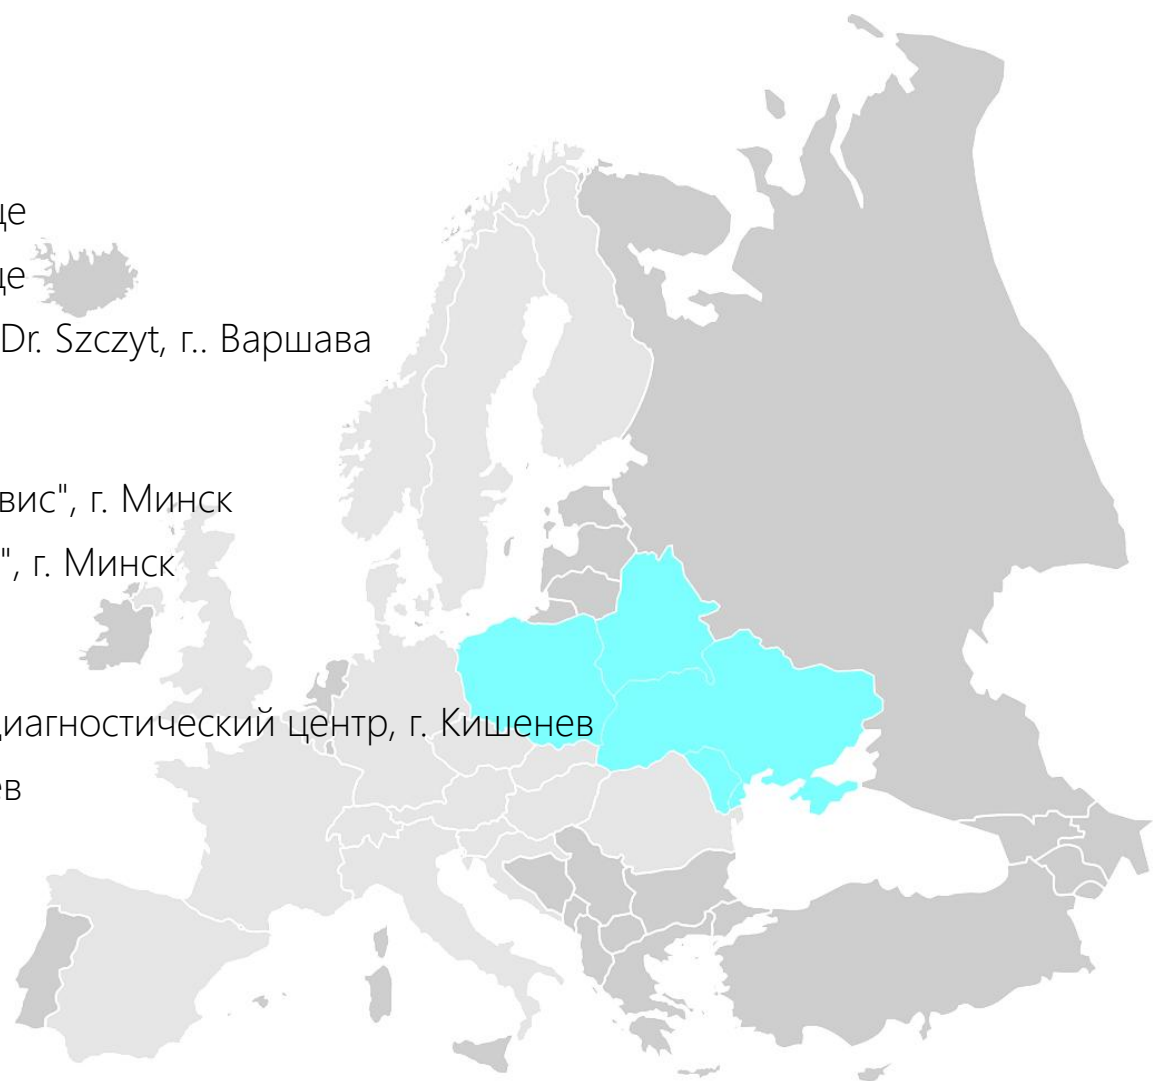 це
це
Dr. Szczyt, г.. Варшава
вис", г. Минск
", г. Минск
диагностический центр, г. Кишенев
ев